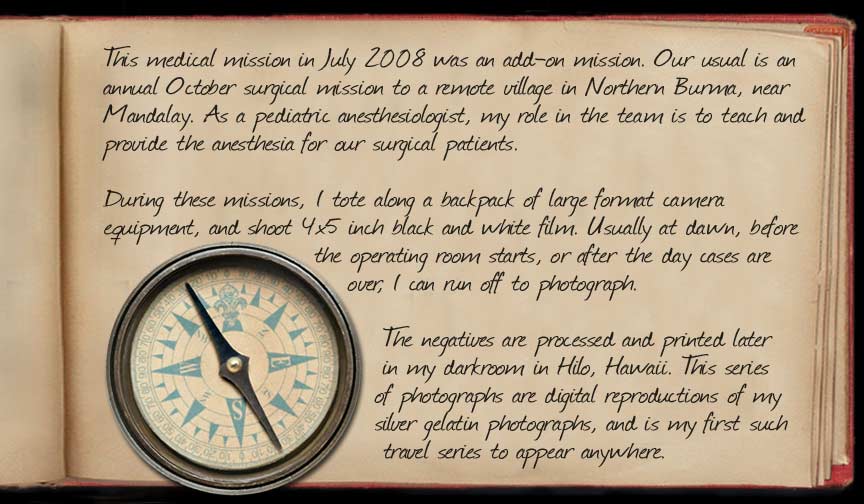 This medical mission in July 2008 was an add-on mission. Our usual is an
annual October surgical mission to a remote village in Northern Burma, near
Mandalay. As a pediatric anesthesiologist, my role in the team is to teach and
provide the anesthesia for our surgical patients.
During these missions, I tote along a backpack of large format camera
equipment, and shoot 4x5 inch black and white film. Usually at dawn, before
the operating room starts, or after the day cases are
over, I can run off to photograph.
The negatives are processed and printed later
in my darkroom in Hilo, Hawaii. This series
of photographs are digital reproductions of my
silver gelatin photographs, and is my first such
travel series to appear anywhere.
E
S
W